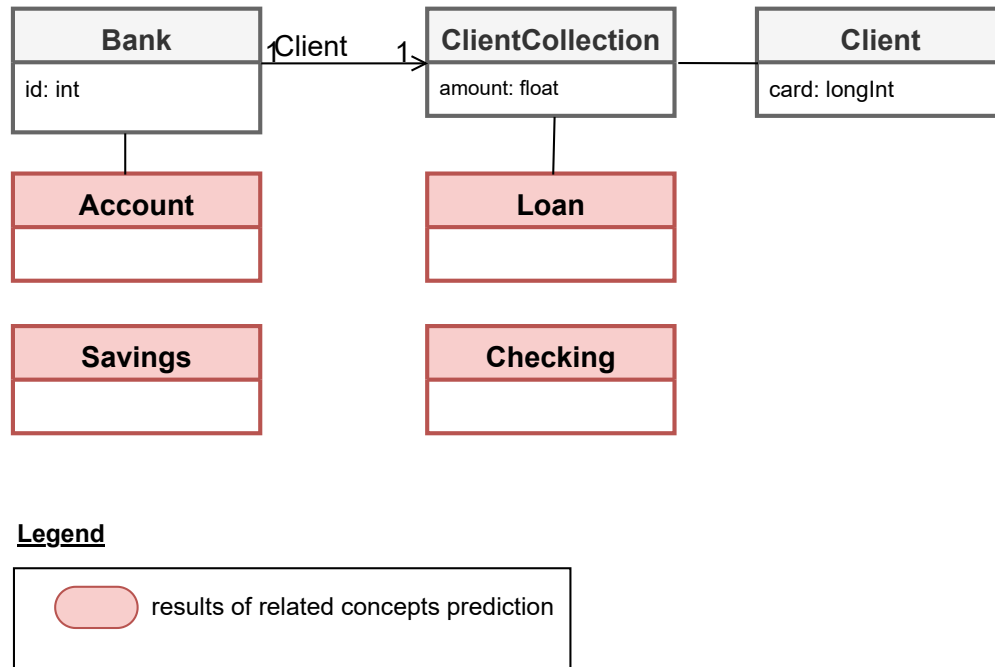 Bank
id: int
1
Client
1
ClientCollection
amount: float
Client
card: longInt
Account
Loan
Savings
Checking
Legend
results of related concepts prediction